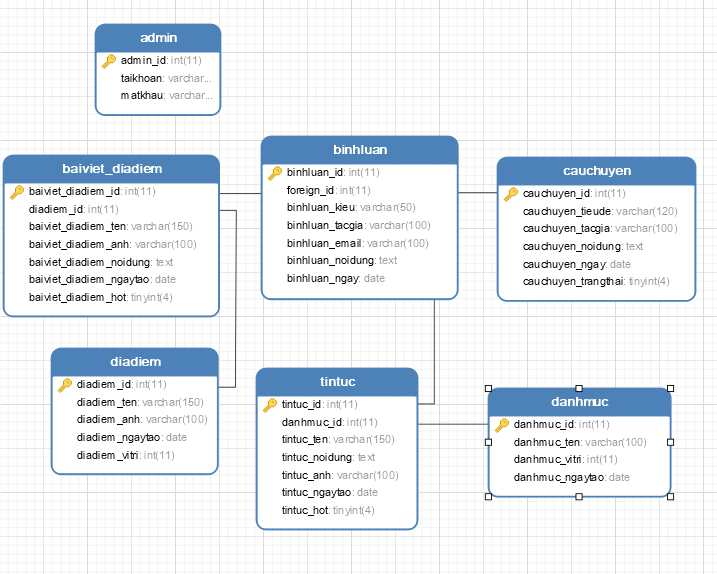 admin
admin_id: int(11)
taikhoan: varchar...
matkhau: varchar...
baiviet_diadiem
baiviet_diadiem_id: int(11)
diadiem_id: int(11)
baiviet_diadiem_ten: varchar(150)
baiviet_diadiem_anh: varchar(100)
baiviet_diadiem_noidung: text
baiviet_diadiem_ngaytao: date
baiviet_diadiem_hot: tinyint(4)
binhluan
binhluan_id: int(11)
foreign_id: int(11)
binhluan_kieu: varchar(50)
binhluan_tacgia: varchar(100)
binhluan_email: varchar(100)
binhluan_noidung: text
binhluan_ngay: date
cauchuyen
cauchuyen_id: int(11)
cauchuyen_tieude: varchar(120)
cauchuyen_tacgia: varchar(100)
cauchuyen_noidung: text
cauchuyen_ngay: date
cauchuyen_trangthai: tinyint(4)
diadiem
diadiem_id: int(11)
diadiem_ten: varchar(150)
diadiem_anh: varchar(100)
diadiem_ngaytao: date
diadiem_vitri: int(11)
tintuc
tintuc_id: int(11)
danhmuc_id: int(11)
tintuc_ten: varchar(150)
tintuc_noidung: text
tintuc_anh: varchar(100)
tintuc_ngaytao: date
tintuc_hot: tinyint(4)
danhmuc
danhmuc_id: int(11)
danhmuc_ten: varchar(100)
danhmuc_vitri: int(11)
danhmuc_ngaytao: date